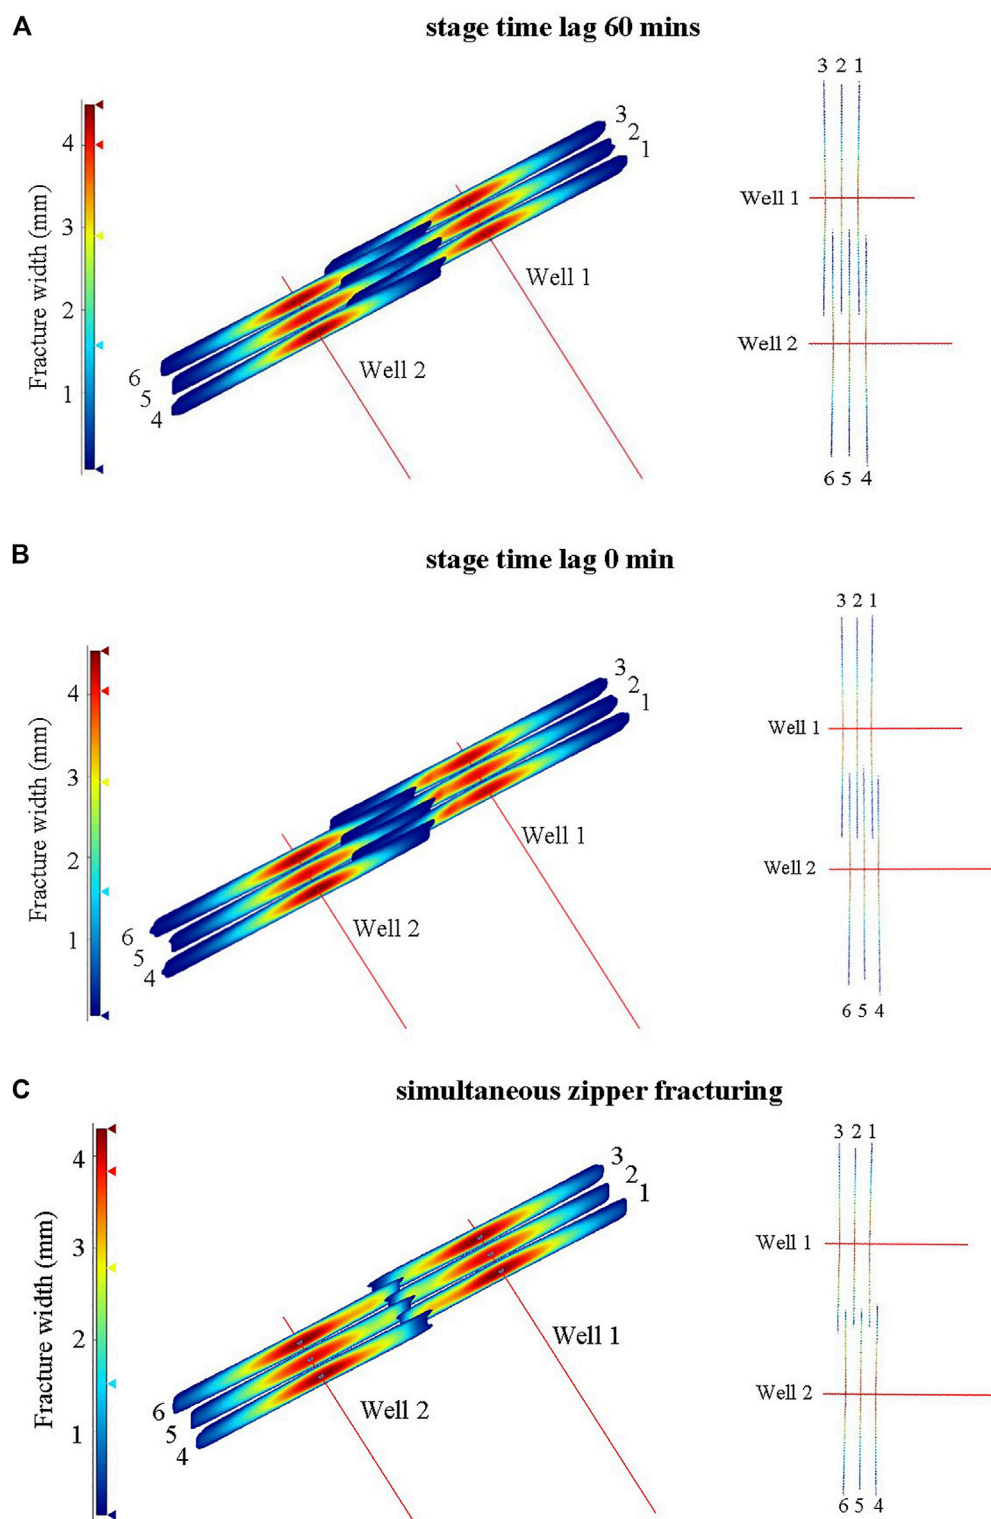 A
stage time lag 60 mins
Fracture width (mm)
4
3
2
1
3
2
1
Well 1
Well 2
6
5
4
3 2 1
Well 1
Well 2
6 5 4
B
stage time lag 0 min
Fracture width (mm)
4
3
2
1
3
2
1
Well 1
Well 2
6
5
4
3 2 1
Well 1
Well 2
6 5 4
C
simultaneous zipper fracturing
Fracture width (mm)
4
3
2
1
3
2
1
Well 1
Well 2
6
5
4
3 2 1
Well 1
Well 2
6 5 4